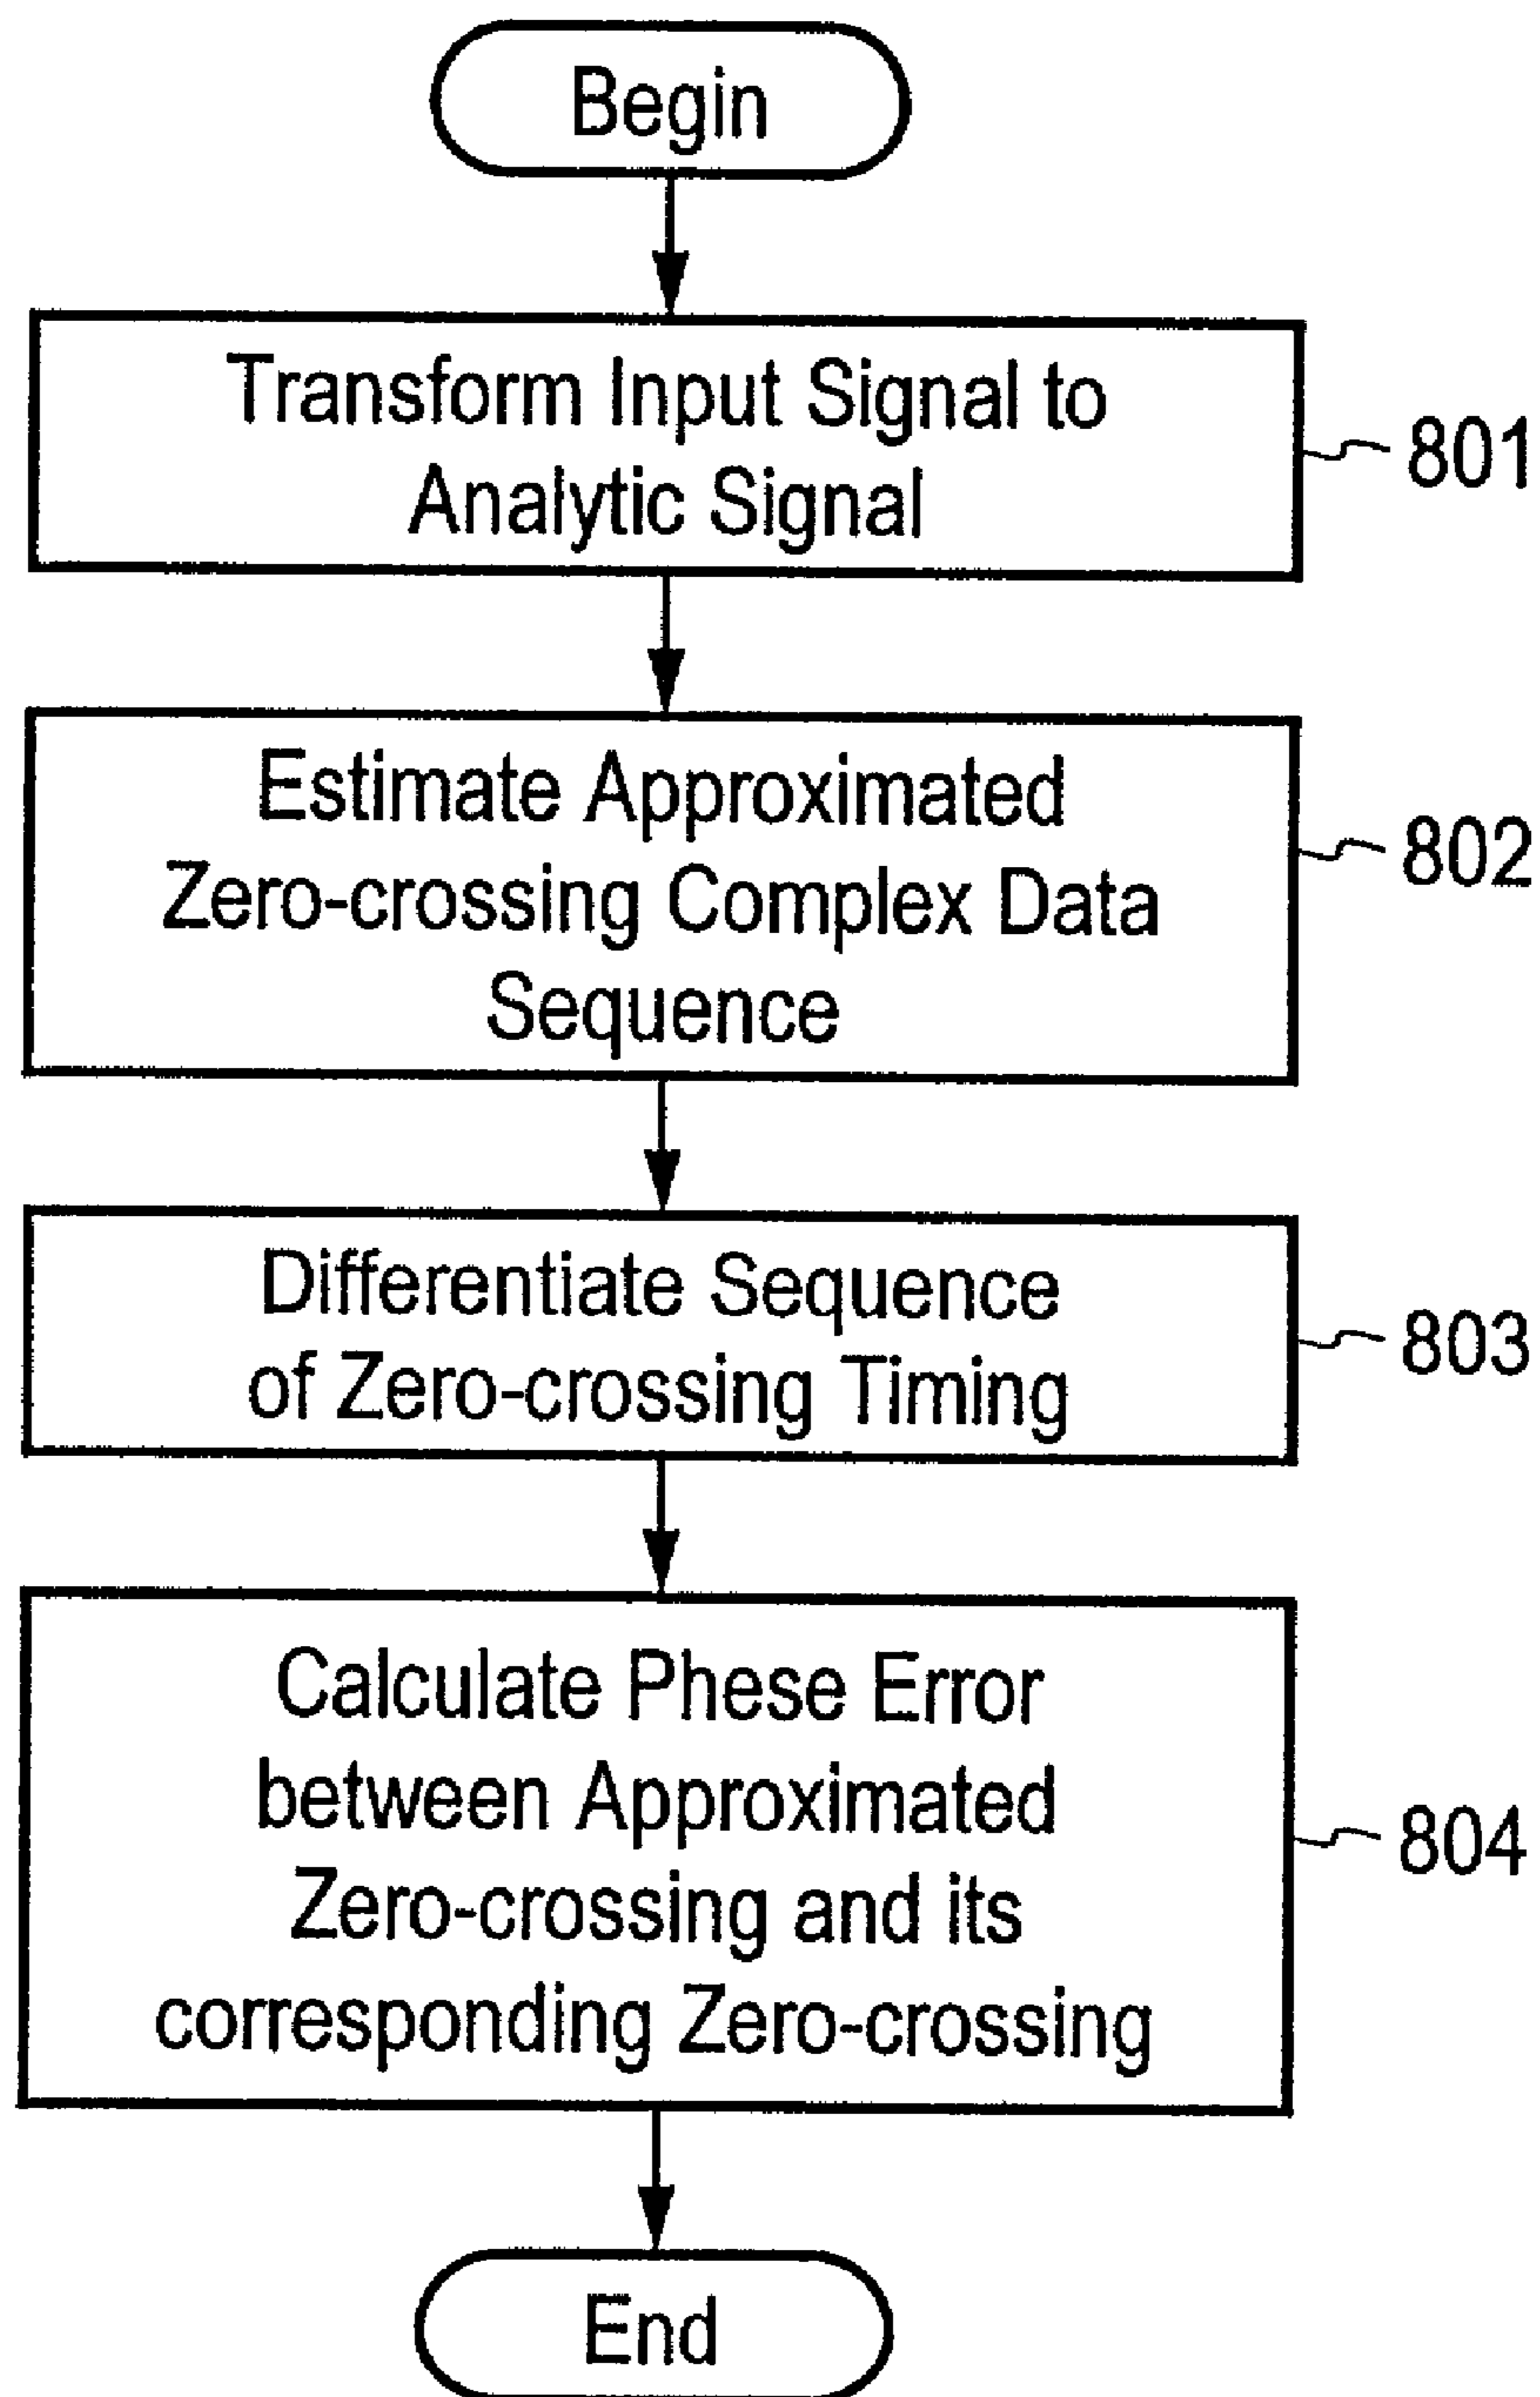 Begin
Transform Input Signal to
Analytic Signal
801
Estimate Approximated
Zero-crossing Complex Data
Sequence
802
Differentiate Sequence
of Zero-crossing Timing
803
Calculate Phese Error
between Approximated
Zero-crossing and its
corresponding Zero-crossing
804
End